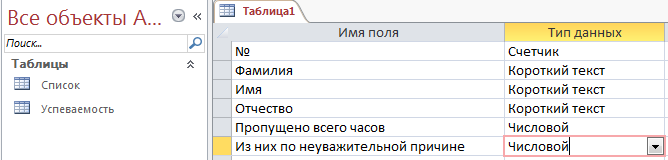 Все объекты A...
Поиск...
Таблицы
Список
Успеваемость
Таблица1
Имя поля Тип данных
№ Счетчик
Фамилия Короткий текст
Имя Короткий текст
Отчество Короткий текст
Пропущено всего часов Числовой
Из них по неуважительной причине Числовой